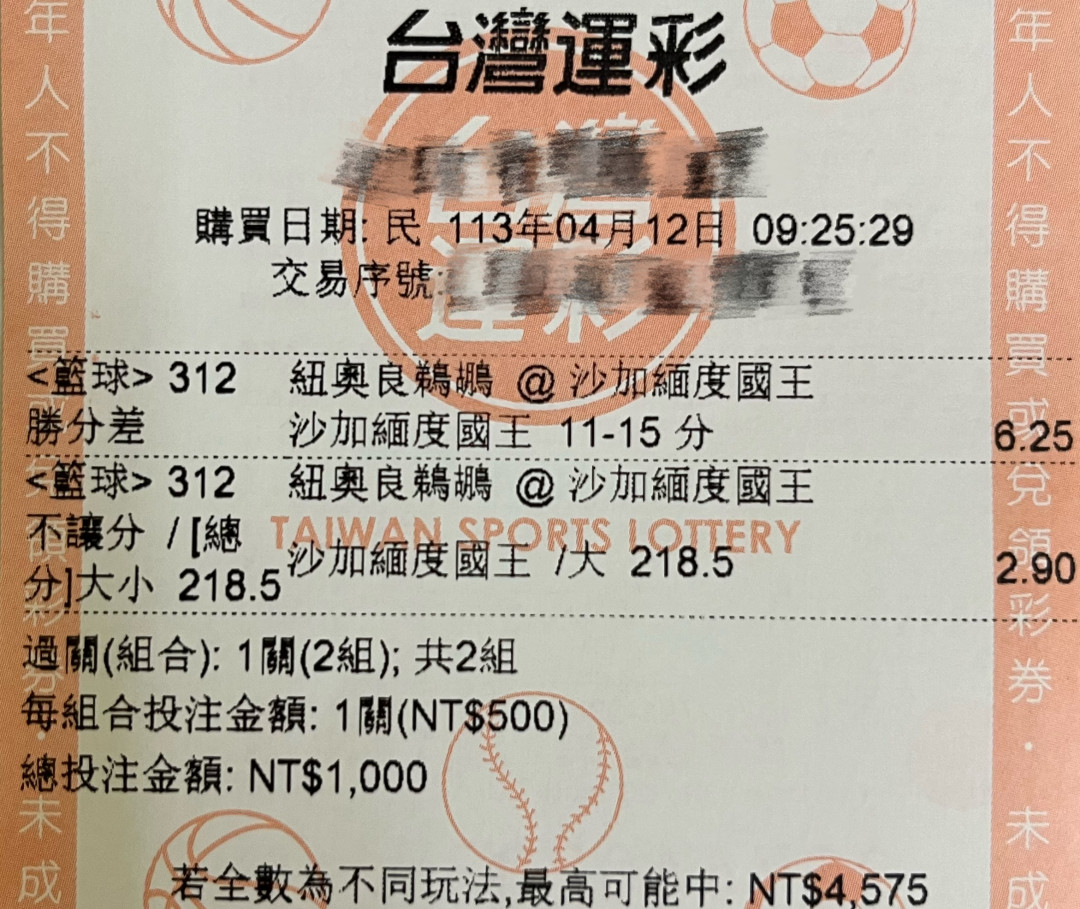 台灣運彩
購買日期: 民 113年04月12日 09:25:29
交易序號:
<籃球> 312 紐奧良鵜鶘 @ 沙加緬度國王
勝分差 沙加緬度國王 11-15 分 6.25
<籃球> 312 紐奧良鵜鶘 @ 沙加緬度國王
不讓分 / [總
分]大小 218.5 沙加緬度國王 /大 218.5 2.90
TAIWAN SPORTS LOTTERY
過關(組合): 1關(2組); 共2組
每組合投注金額: 1關(NT$500)
總投注金額: NT$1,000
若全數為不同玩法,最高可能中: NT$4,575
年人不得購買或兌領彩券・未成
年人不得購買或兌領彩券・未成